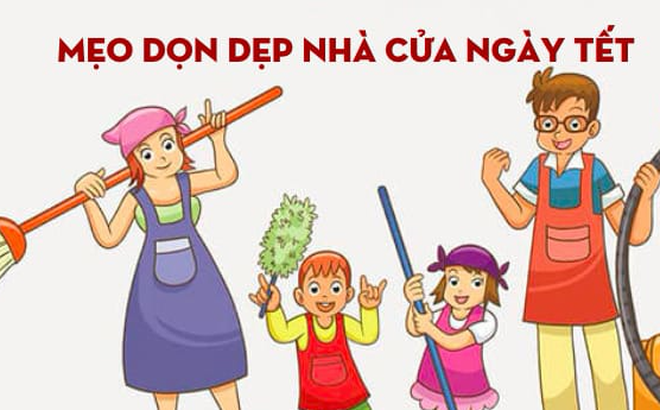 MẸO DỌN DẸP NHÀ CỬA NGÀY TẾT